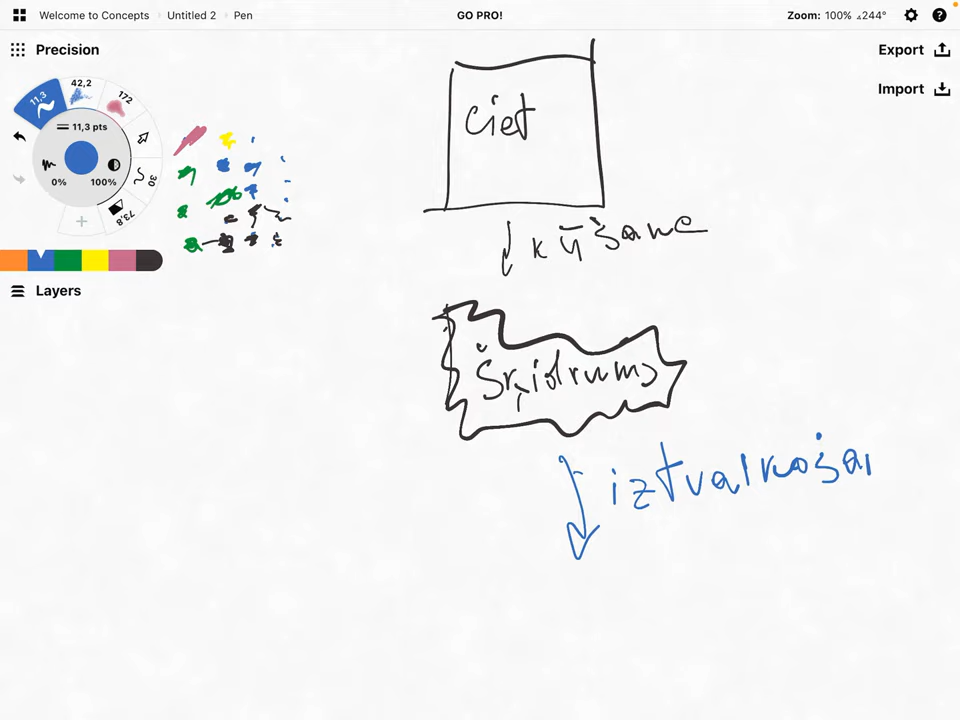 Welcome to Concepts › Untitled 2 › Pen
GO PRO!
Zoom: 100% ⊿244°
Precision
Export
Import
11,3
42,2
172
11,3 pts
0%
100%
30
73,8
Layers
ciet
kūšane
Šķidrums
iztvaikošai